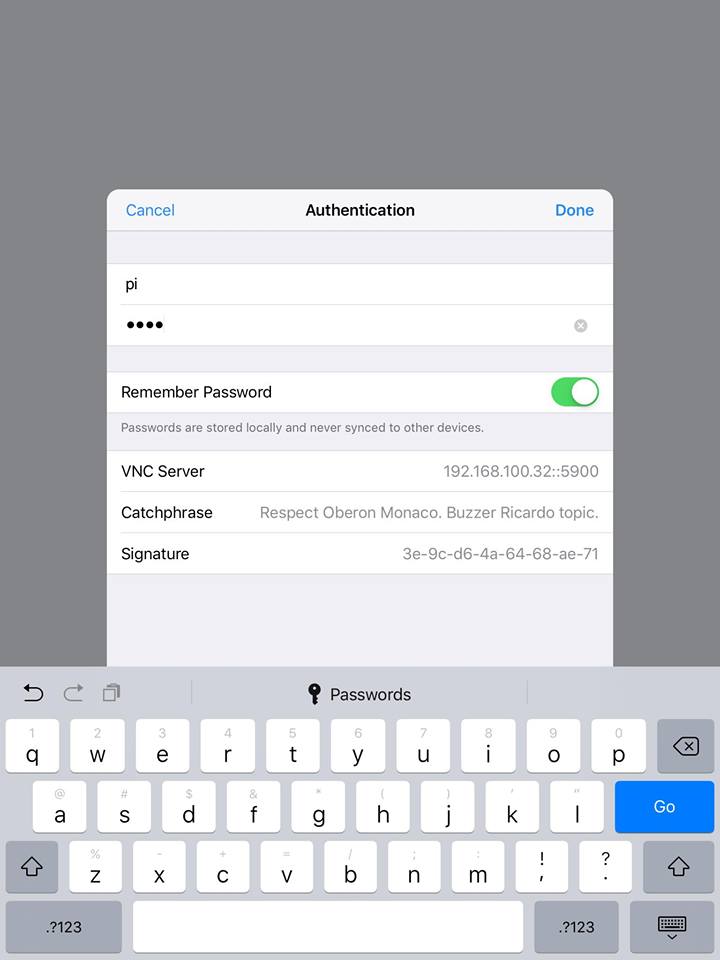 Cancel Authentication Done
pi
••••
Remember Password
Passwords are stored locally and never synced to other devices.
VNC Server 192.168.100.32::5900
Catchphrase Respect Oberon Monaco. Buzzer Ricardo topic.
Signature 3e-9c-d6-4a-64-68-ae-71
Passwords
1 2 3 4 5 6 7 8 9 0
q w e r t y u i o p
@ # $ & * ( ) ' "
a s d f g h j k l Go
% - + = / ; : ! ?
z x c v b n m , .
.?123 .?123